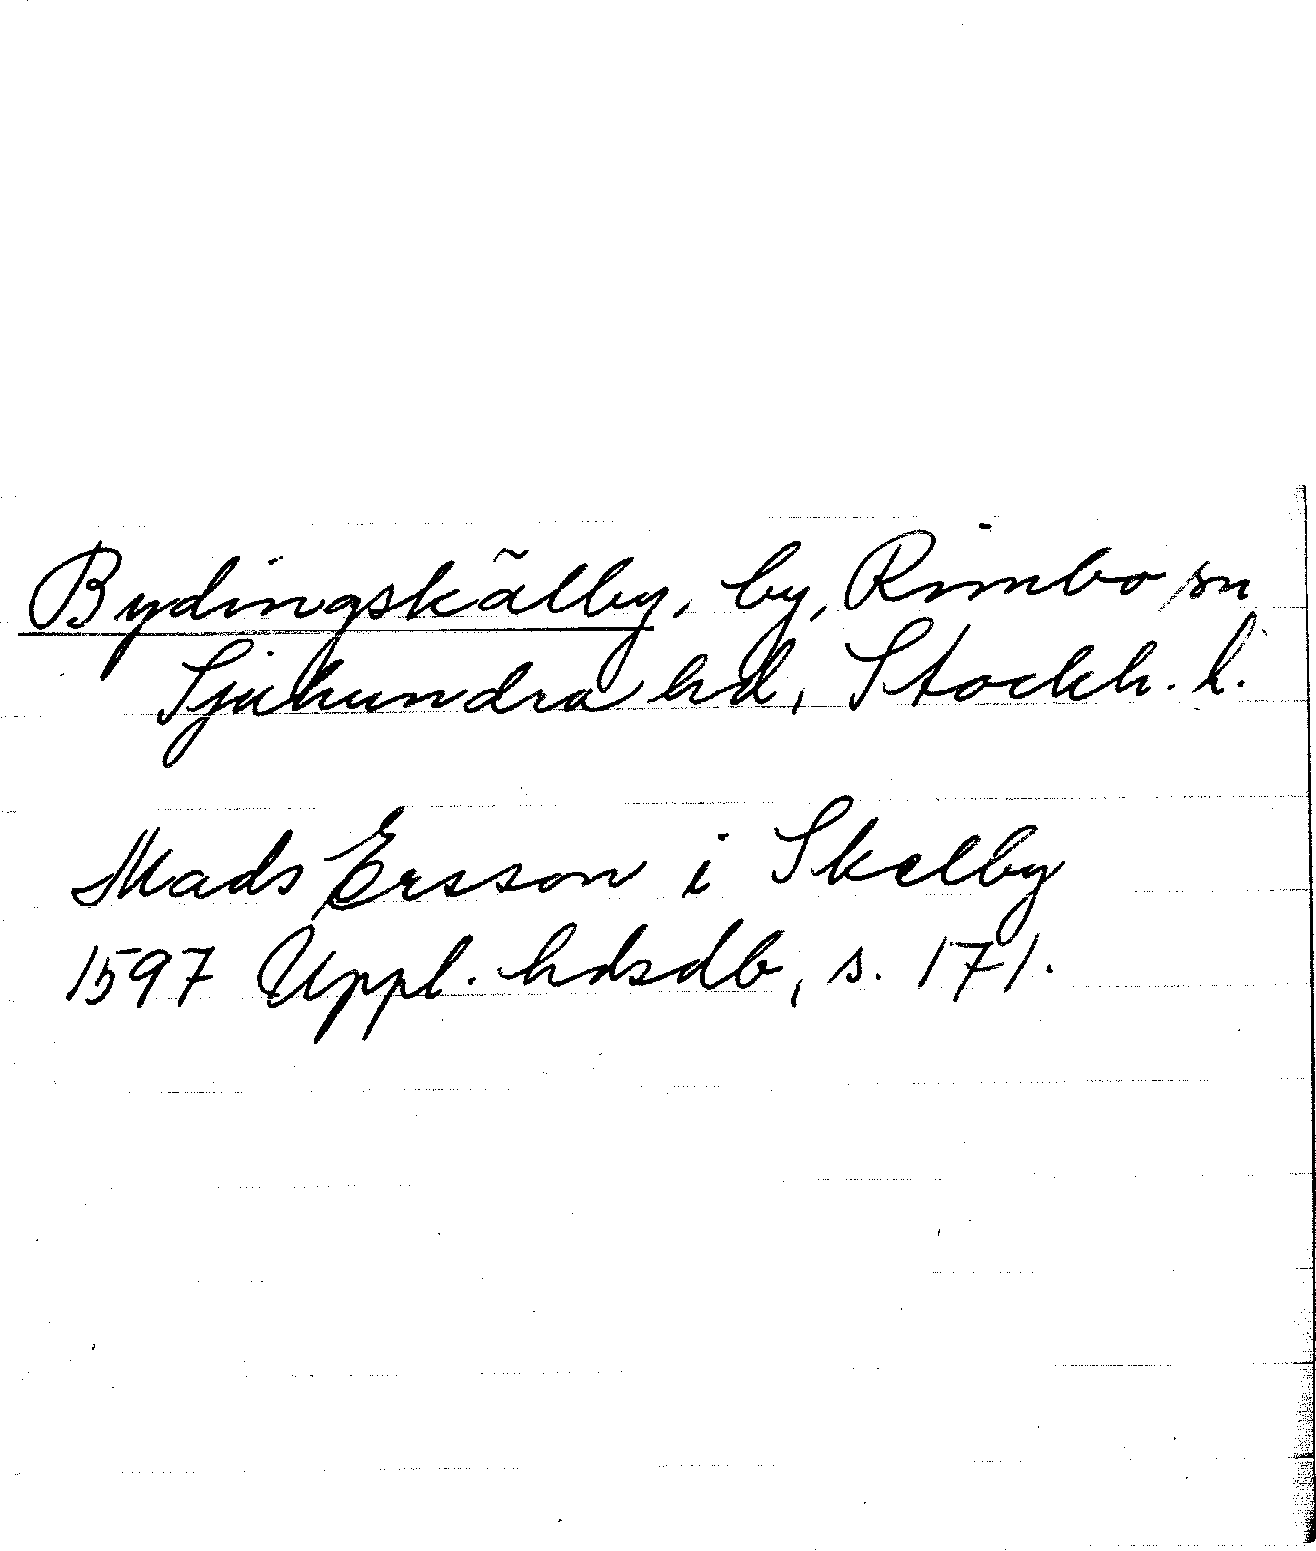 Bydingskälby, by, Rimbo sn
Sjuhundra hd, Stockh. l.
Mads Ersson i Skelby
1597 Uppl. hdsdb, s. 171.